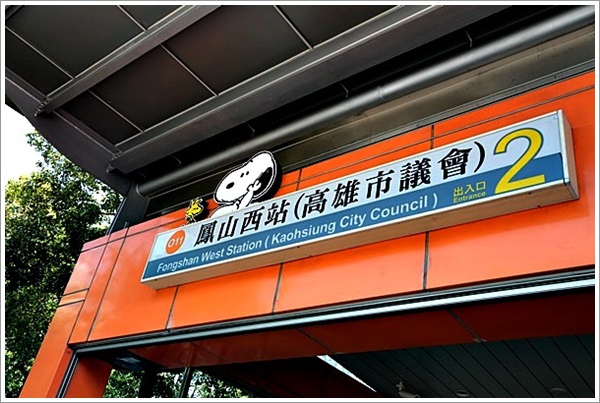 O11 鳳山西站(高雄市議會)
Fongshan West Station ( Kaohsiung City Council )
出入口
Entrance
2